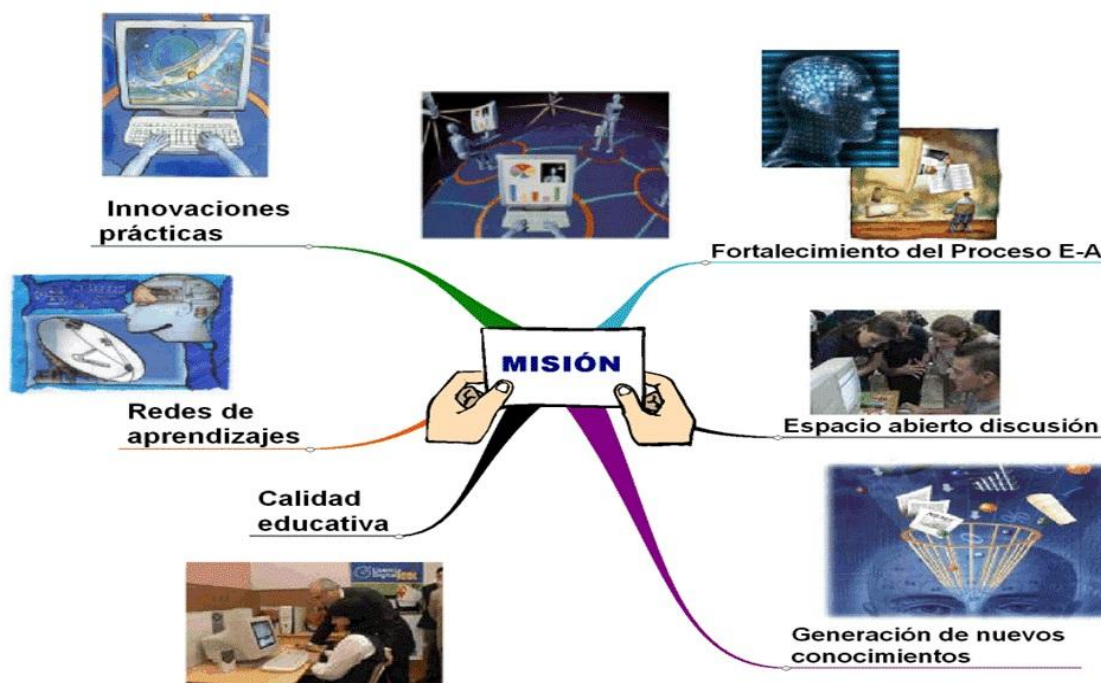 Innovaciones
prácticas
Fortalecimiento del Proceso E-A
MISIÓN
Redes de
aprendizajes
Espacio abierto discusión
Calidad
educativa
Generación de nuevos
conocimientos